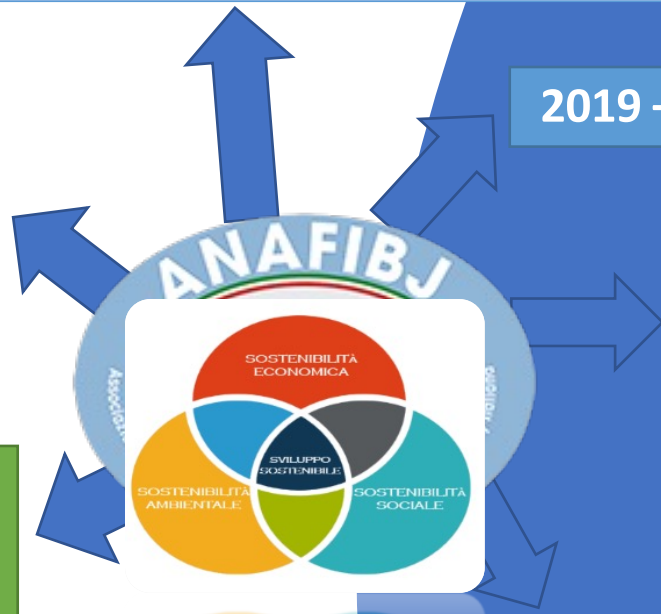 2019 -
ANAFIBJ
SOSTENIBILITÀ
ECONOMICA
SVILUPPO
SOSTENIBILE
SOSTENIBILITÀ
AMBIENTALE
SOSTENIBILITÀ
SOCIALE